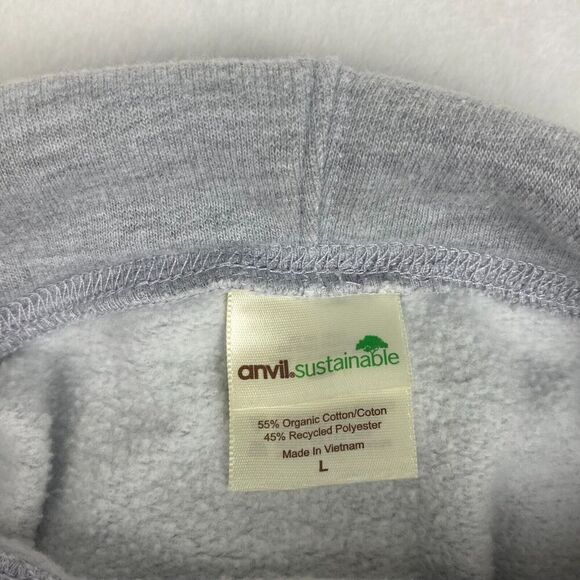 anvil®sustainable
55% Organic Cotton/Coton
45% Recycled Polyester
Made In Vietnam
L